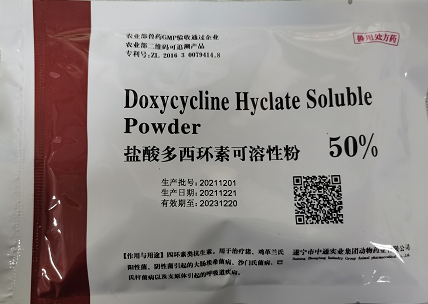 农业部兽药GMP验收通过企业
农业部二维码可追溯产品
专利号:ZL 2016 3 0079414.8
兽用处方药
Doxycycline Hyclate Soluble
Powder
盐酸多西环素可溶性粉 50%
生产批号: 20211201
生产日期: 20211221
有效期至: 20231220
【作用与用途】四环素类抗生素。用于治疗猪、鸡革兰氏
阳性菌、阴性菌引起的大肠埃希菌病、沙门氏菌病、巴
氏杆菌病以及支原体引起的呼吸道疾病。
遂宁市中通实业集团动物药业有限公司